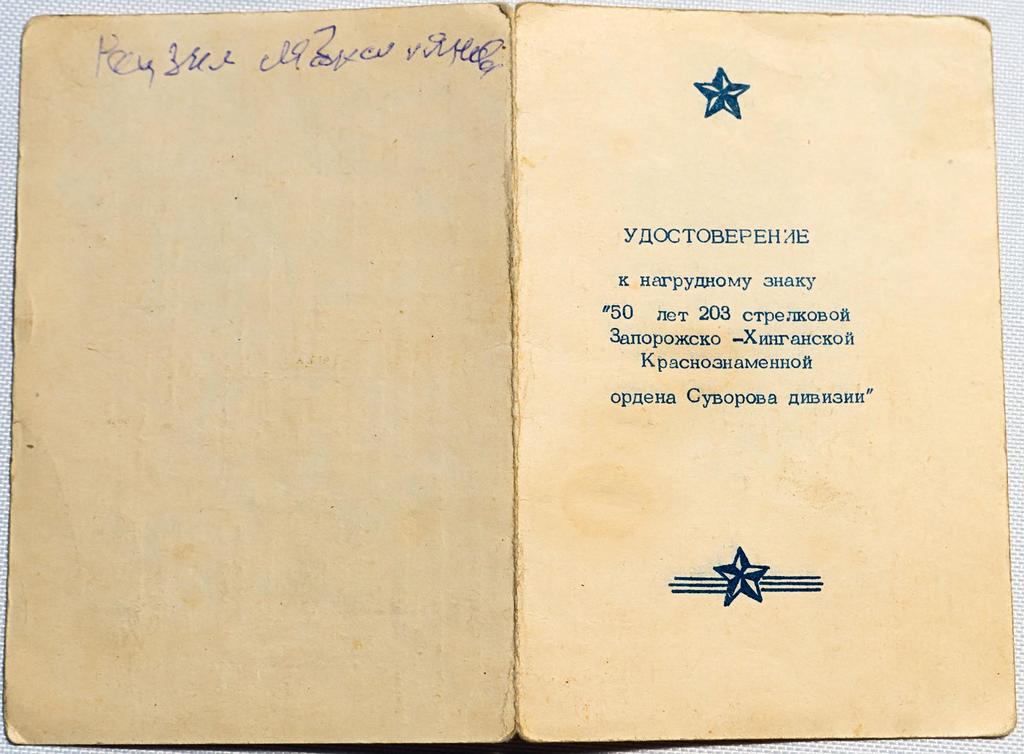 УДОСТОВЕРЕНИЕ
к нагрудному знаку
"50 лет 203 стрелковой
Запорожско -Хинганской
Краснознаменной
ордена Суворова дивизии"